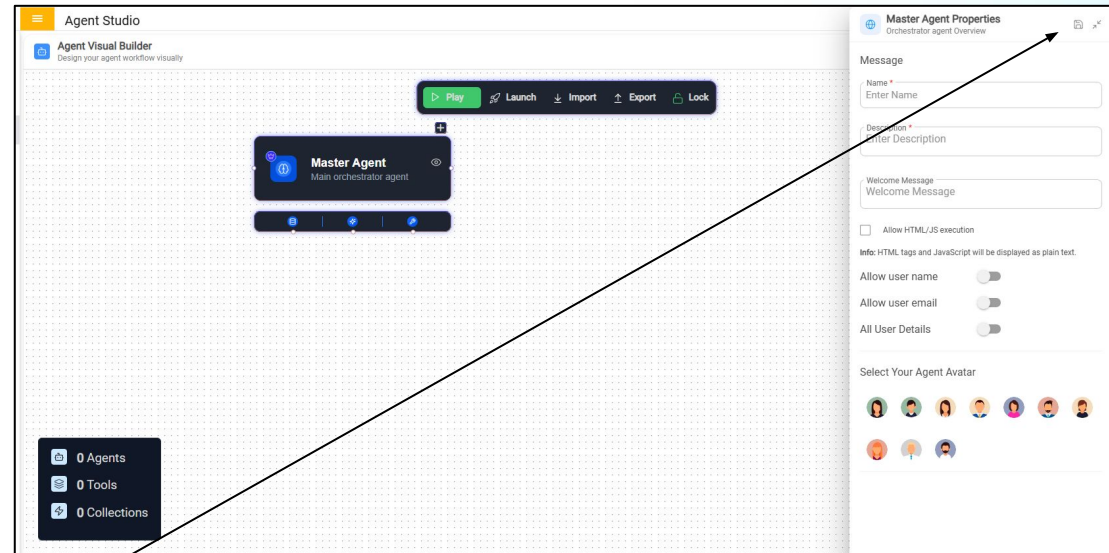 Agent Studio
Agent Visual Builder
Design your agent workflow visually
Play Launch Import Export Lock
Master Agent
Main orchestrator agent
0 Agents
0 Tools
0 Collections
Master Agent Properties
Orchestrator agent Overview
Message
Name *
Enter Name
Description *
Enter Description
Welcome Message
Welcome Message
Allow HTML/JS execution
Info: HTML tags and JavaScript will be displayed as plain text.
Allow user name
Allow user email
All User Details
Select Your Agent Avatar